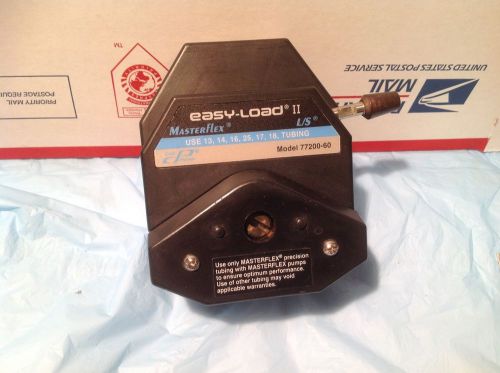 PRIORITY MAIL
POSTAGE REQUI
UNITED STATES POSTAL SERVICE
MAIL
easy-Load® II
MASTERFLEX® L/S®
USE 13, 14, 16, 25, 17, 18, TUBING
Model 77200-60
Use only MASTERFLEX® precision
tubing with MASTERFLEX pumps
to ensure optimum performance.
Use of other tubing may void
applicable warranties.